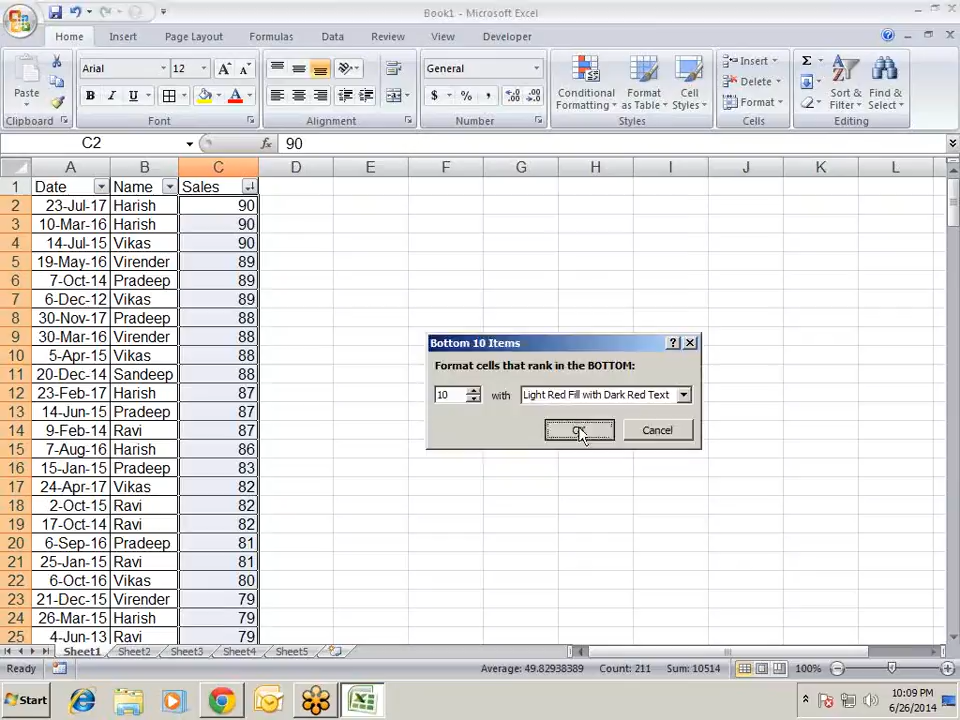 Book1 - Microsoft Excel
Home Insert Page Layout Formulas Data Review View Developer
Paste
Arial 12
B I U A
General
$ % ,
Conditional Formatting
Format as Table
Cell Styles
Insert
Delete
Format
Σ
Sort & Filter
Find & Select
Clipboard Font Alignment Number Styles Cells Editing
C2 fx 90
A B C D E F G H I J K L
1 Date Name Sales
2 23-Jul-17 Harish 90
3 10-Mar-16 Harish 90
4 14-Jul-15 Vikas 90
5 19-May-16 Virender 89
6 7-Oct-14 Pradeep 89
7 6-Dec-12 Vikas 89
8 30-Nov-17 Pradeep 88
9 30-Mar-16 Virender 88
10 5-Apr-15 Vikas 88
11 20-Dec-14 Sandeep 88
12 23-Feb-17 Harish 87
13 14-Jun-15 Pradeep 87
14 9-Feb-14 Ravi 87
15 7-Aug-16 Harish 86
16 15-Jan-15 Pradeep 83
17 24-Apr-17 Vikas 82
18 2-Oct-15 Ravi 82
19 17-Oct-14 Ravi 82
20 6-Sep-16 Pradeep 81
21 25-Jan-15 Pradeep 81
22 6-Oct-16 Vikas 80
23 21-Dec-15 Virender 79
24 26-Mar-15 Harish 79
25 4-Jun-13 Ravi 79
Bottom 10 Items
Format cells that rank in the BOTTOM:
10 with Light Red Fill with Dark Red Text
Cancel
Sheet1 Sheet2 Sheet3 Sheet4 Sheet5
Ready Average: 49.82938389 Count: 211 Sum: 10514 100%
Start
10:09 PM
6/26/2014